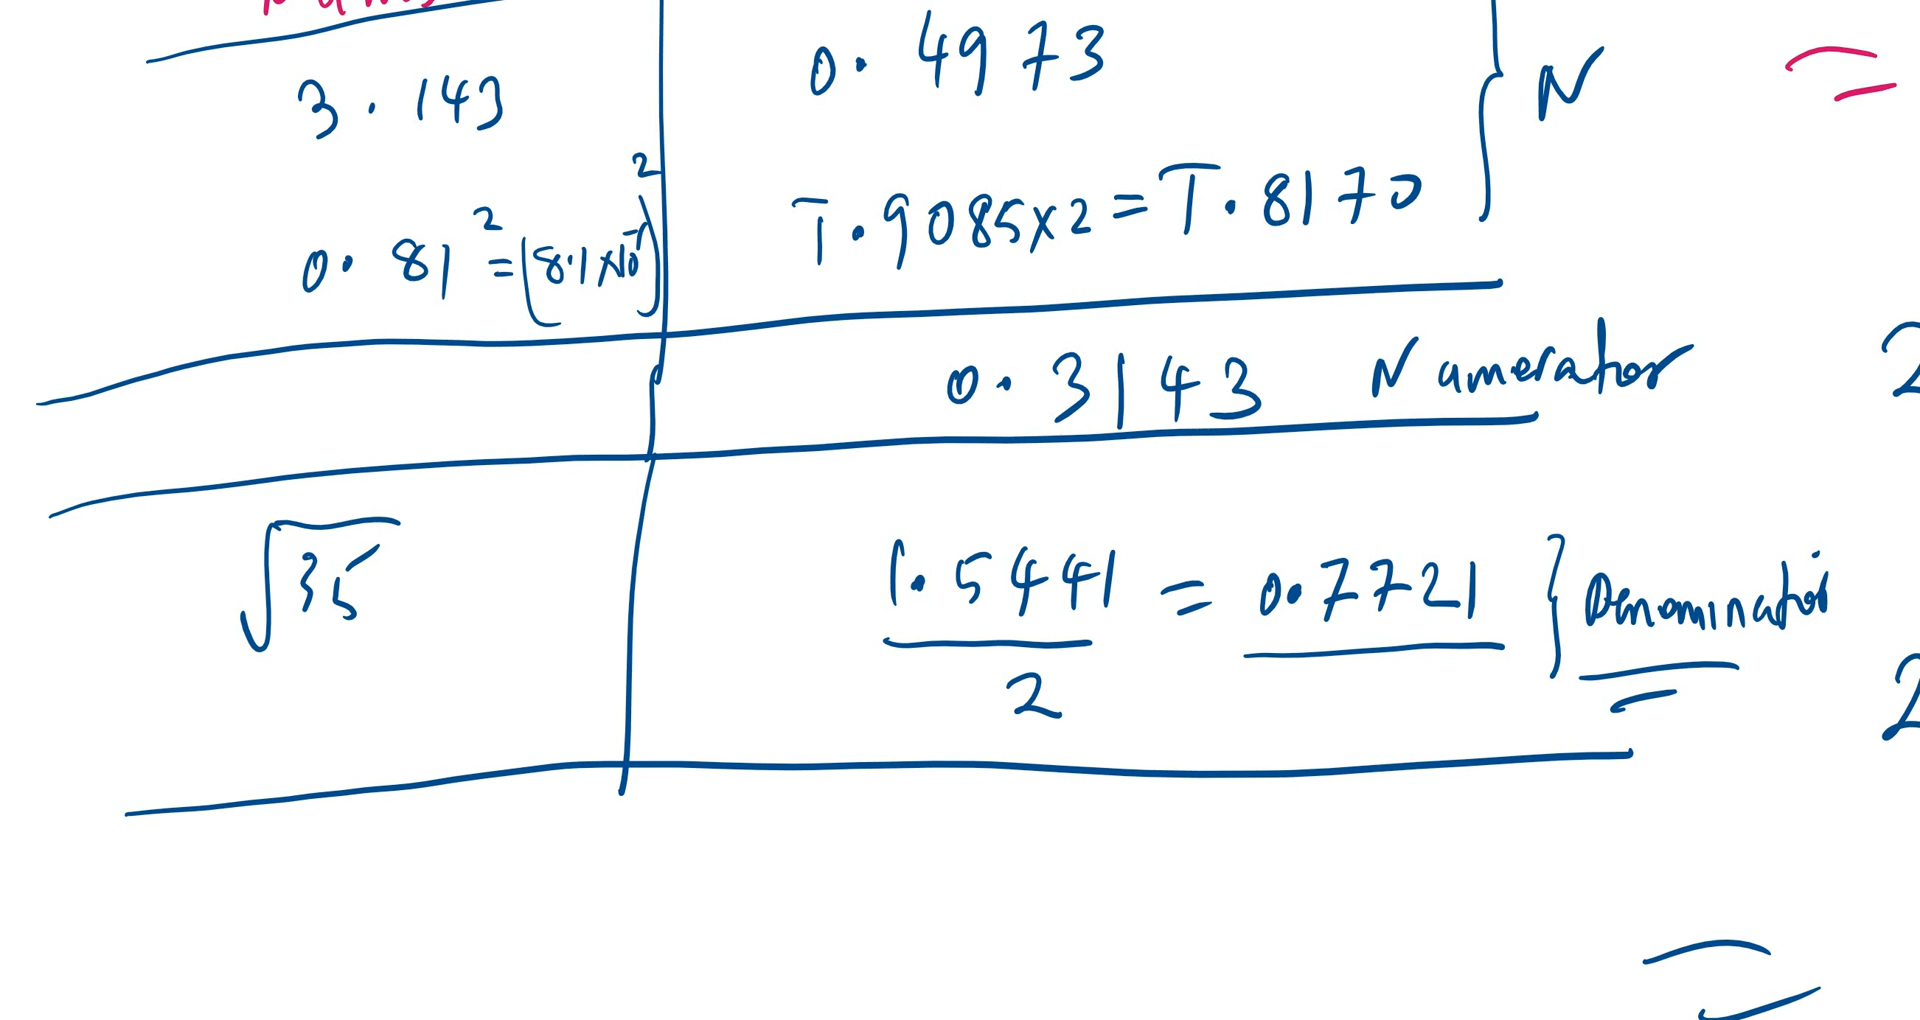 3.143 0.4973 } N
0.81² = (8.1×10⁻¹)² 1̅.9085×2 = 1̅.8170
0.3143 Numerator
√35 1.5441/2 = 0.7721 } Denominator